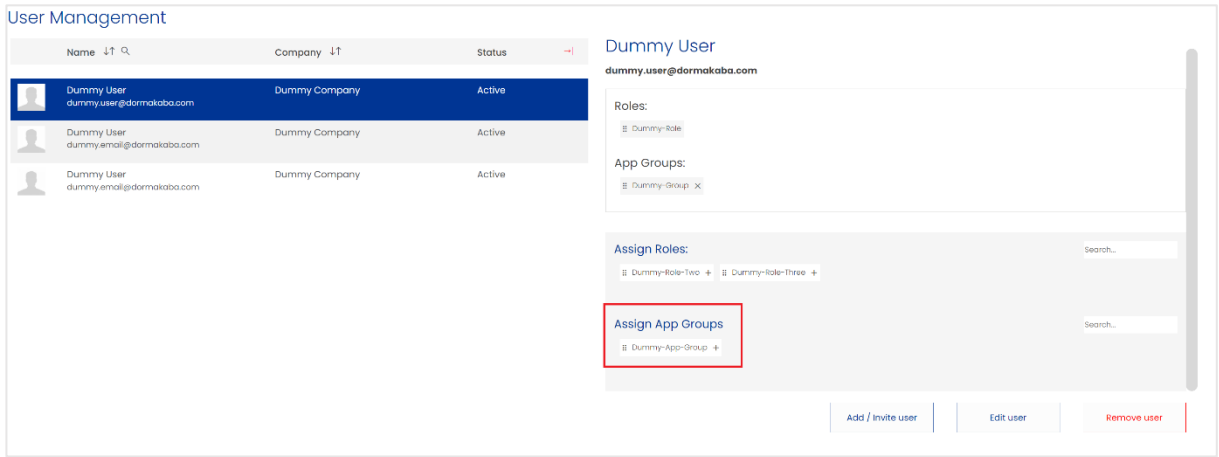 User Management
Name
Company
Status
Dummy User
dummy.user@dormakaba.com
Dummy Company
Active
Dummy User
dummy.email@dormakaba.com
Dummy Company
Active
Dummy User
dummy.email@dormakaba.com
Dummy Company
Active
Dummy User
dummy.user@dormakaba.com
Roles:
Dummy-Role
App Groups:
Dummy-Group
Assign Roles:
Search...
Dummy-Role-Two + Dummy-Role-Three +
Assign App Groups
Search...
Dummy-App-Group +
Add / Invite user
Edit user
Remove user